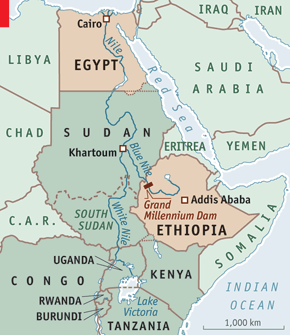 IRAQ
IRAN
Cairo
Nile
LIBYA
EGYPT
SAUDI
ARABIA
Red Sea
CHAD
SUDAN
Khartoum
Blue Nile
ERITREA
YEMEN
Addis Ababa
Grand
Millennium Dam
C.A.R.
SOUTH
SUDAN
White Nile
ETHIOPIA
SOMALIA
UGANDA
CONGO
KENYA
INDIAN
OCEAN
RWANDA
BURUNDI
Lake
Victoria
TANZANIA
1,000 km